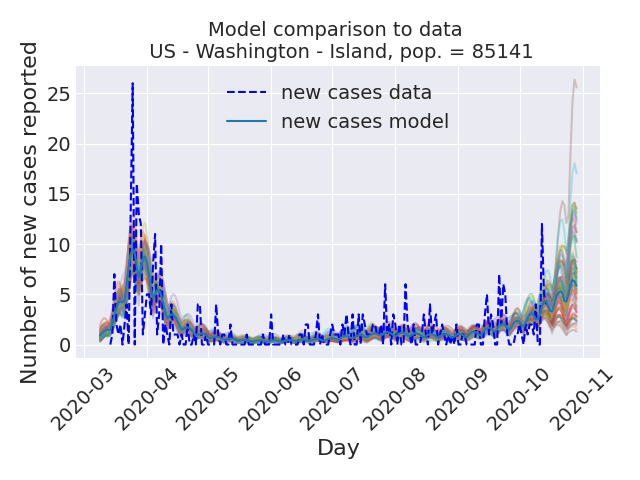 Model comparison to data
US - Washington - Island, pop. = 85141
Number of new cases reported
25
20
15
10
5
0
new cases data
new cases model
2020-03
2020-04
2020-05
2020-06
2020-07
2020-08
2020-09
2020-10
2020-11
Day